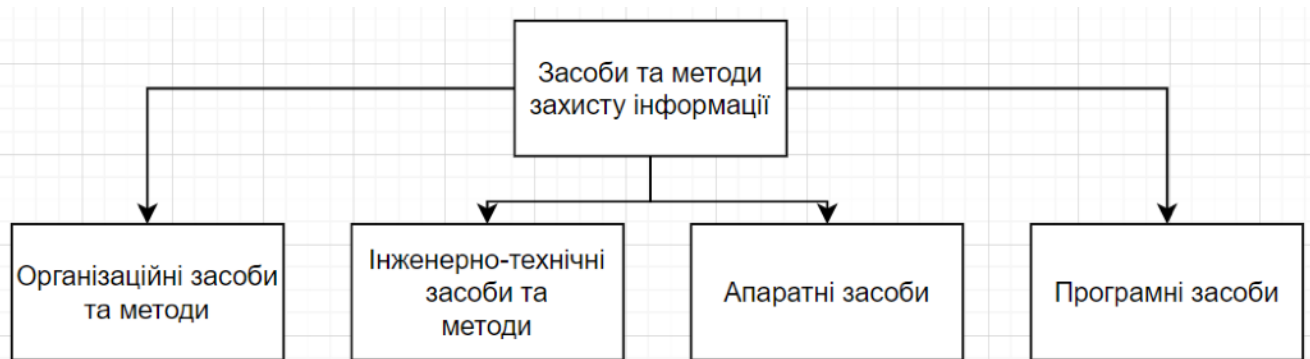 Засоби та методи
захисту інформації
Організаційні засоби
та методи
Інженерно-технічні
засоби та
методи
Апаратні засоби
Програмні засоби